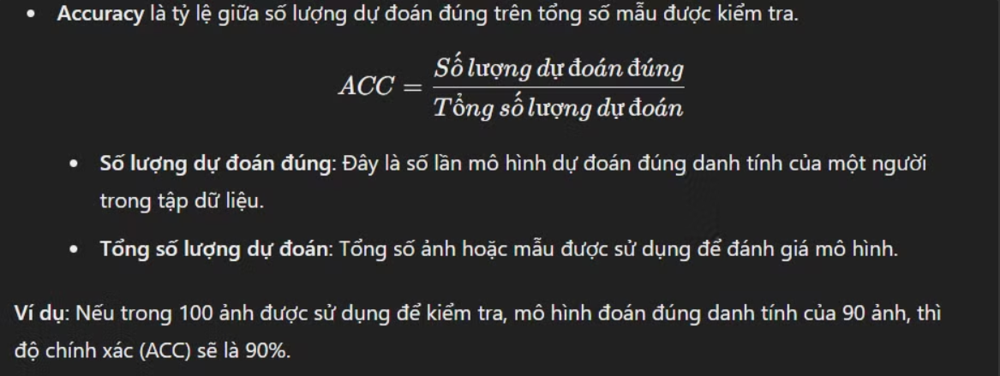 • Accuracy là tỷ lệ giữa số lượng dự đoán đúng trên tổng số mẫu được kiểm tra.
ACC = Số lượng dự đoán đúng / Tổng số lượng dự đoán
• Số lượng dự đoán đúng: Đây là số lần mô hình dự đoán đúng danh tính của một người
trong tập dữ liệu.
• Tổng số lượng dự đoán: Tổng số ảnh hoặc mẫu được sử dụng để đánh giá mô hình.
Ví dụ: Nếu trong 100 ảnh được sử dụng để kiểm tra, mô hình đoán đúng danh tính của 90 ảnh, thì
độ chính xác (ACC) sẽ là 90%.